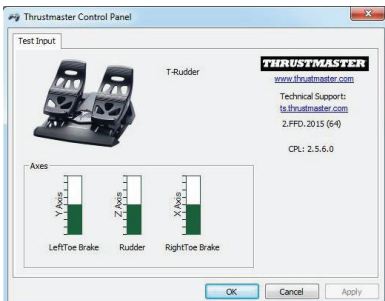 Thrustmaster Control Panel
Test Input
T-Rudder
THRUSTMASTER
www.thrustmaster.com
Technical Support:
ts.thrustmaster.com
2.FFD.2015 (64)
CPL: 2.5.6.0
Axes
Y Axis
Z Axis
X Axis
LeftToe Brake
Rudder
RightToe Brake
OK
Cancel
Apply